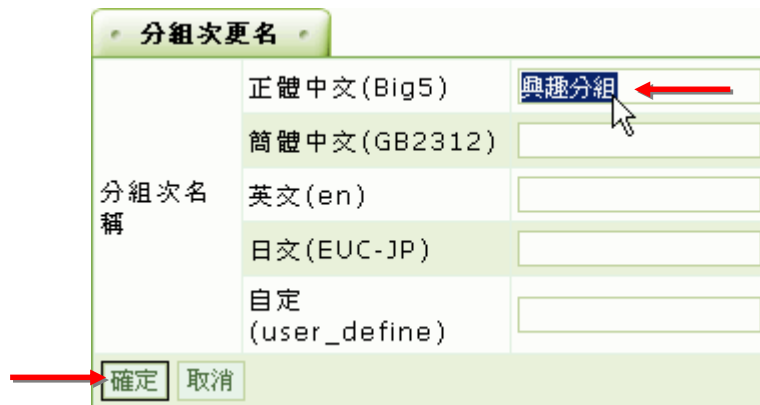 分組次更名
正體中文(Big5)
興趣分組
簡體中文(GB2312)
分組次名
稱
英文(en)
日文(EUC-JP)
自定
(user_define)
確定
取消